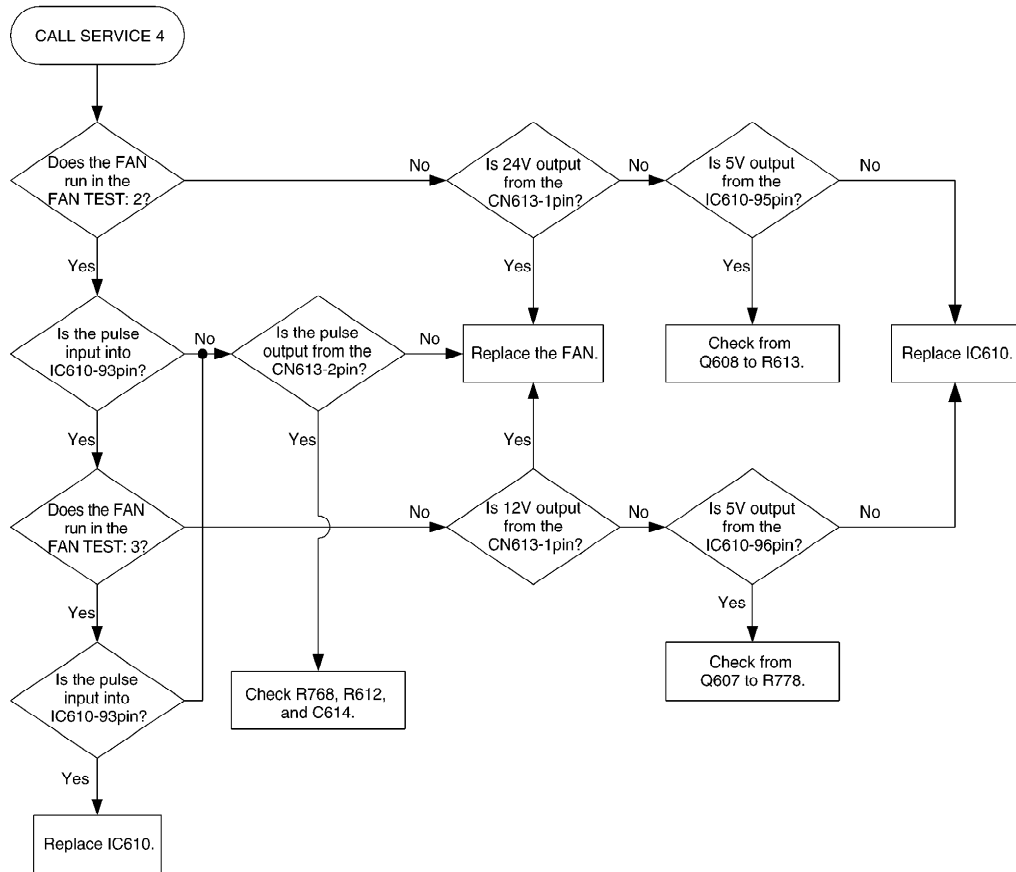 CALL SERVICE 4
Does the FAN
run in the
FAN TEST: 2?
No
Is 24V output
from the
CN613-1pin?
No
Is 5V output
from the
IC610-95pin?
No
Yes
Yes
Yes
Is the pulse
input into
IC610-93pin?
No
Is the pulse
output from the
CN613-2pin?
No
Replace the FAN.
Check from
Q608 to R613.
Replace IC610.
Yes
Yes
Yes
Does the FAN
run in the
FAN TEST: 3?
No
Is 12V output
from the
CN613-1pin?
No
Is 5V output
from the
IC610-96pin?
No
Yes
Yes
Is the pulse
input into
IC610-93pin?
Check R768, R612,
and C614.
Check from
Q607 to R778.
Yes
Replace IC610.